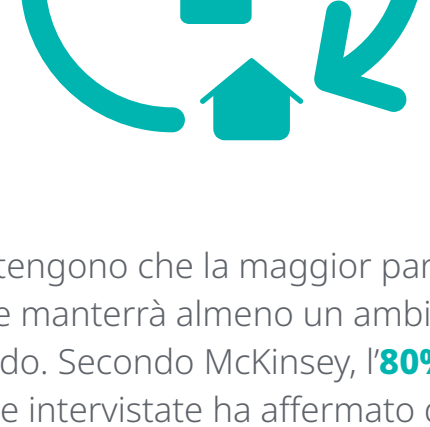 tengono che la maggior par
e manterrà almeno un ambi
do. Secondo McKinsey, l’80%
e intervistate ha affermato